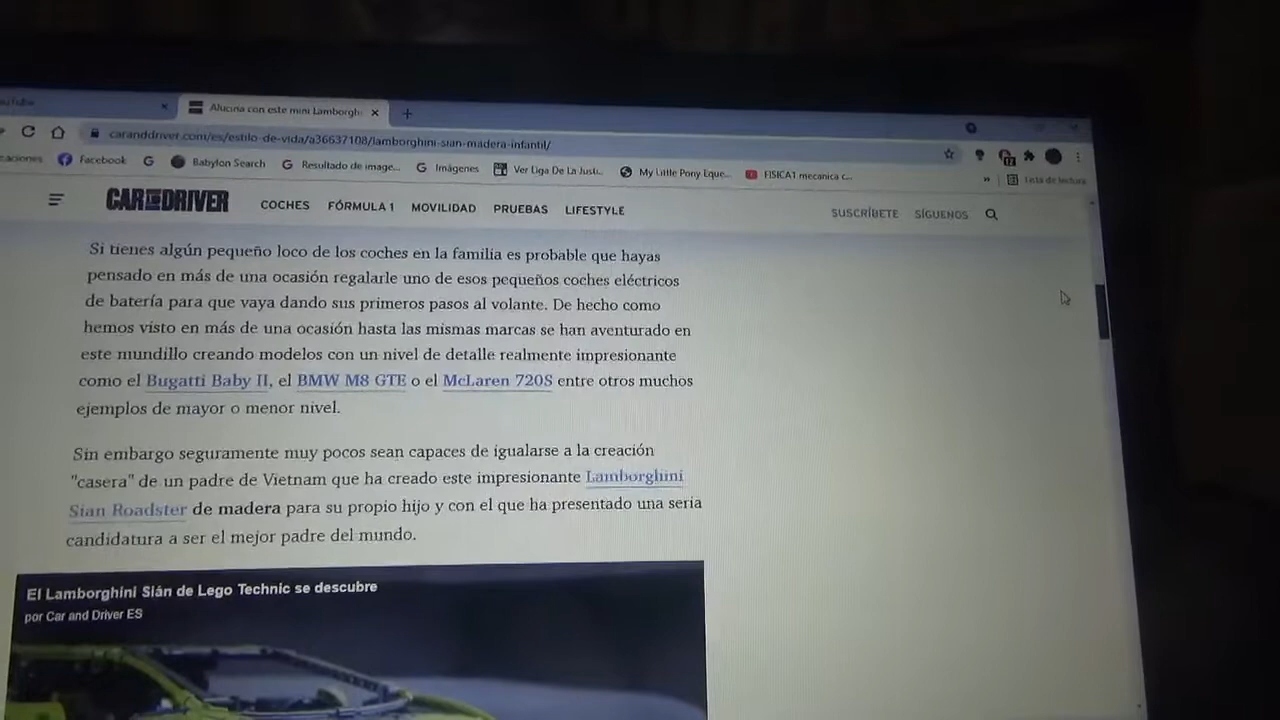 Alucina con este mini Lamborghi
caranddriver.com/es/estilo-de-vida/a36637108/lamborghini-sian-madera-infantil/
Facebook
Babylon Search
Resultado de image...
Imágenes
Ver Liga De La Justi...
My Little Pony Eque...
FISICA1 mecanica c...
»
Lista de lectura
CAR AND DRIVER
COCHES
FÓRMULA 1
MOVILIDAD
PRUEBAS
LIFESTYLE
SUSCRÍBETE
SÍGUENOS
Si tienes algún pequeño loco de los coches en la familia es probable que hayas
pensado en más de una ocasión regalarle uno de esos pequeños coches eléctricos
de batería para que vaya dando sus primeros pasos al volante. De hecho como
hemos visto en más de una ocasión hasta las mismas marcas se han aventurado en
este mundillo creando modelos con un nivel de detalle realmente impresionante
como el Bugatti Baby II, el BMW M8 GTE o el McLaren 720S entre otros muchos
ejemplos de mayor o menor nivel.
Sin embargo seguramente muy pocos sean capaces de igualarse a la creación
"casera" de un padre de Vietnam que ha creado este impresionante Lamborghini
Sian Roadster de madera para su propio hijo y con el que ha presentado una seria
candidatura a ser el mejor padre del mundo.
El Lamborghini Sián de Lego Technic se descubre
por Car and Driver ES